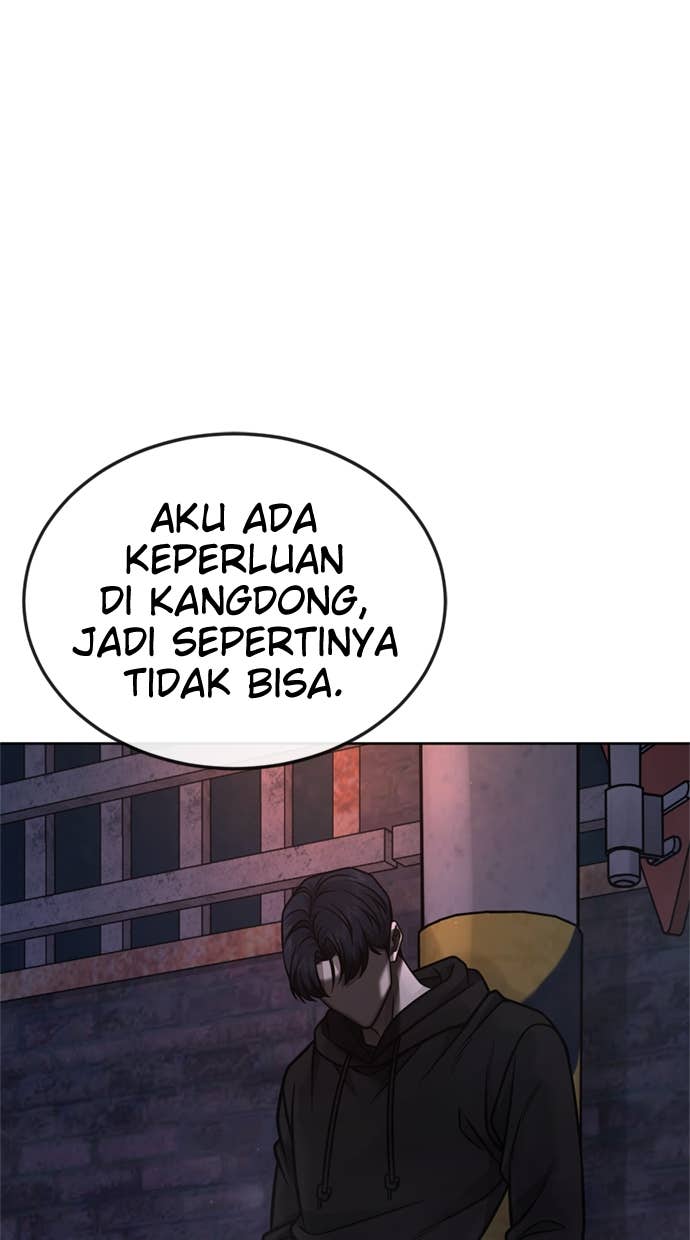 AKU ADA
KEPERLUAN
DI KANGDONG,
JADI SEPERTINYA
TIDAK BISA.